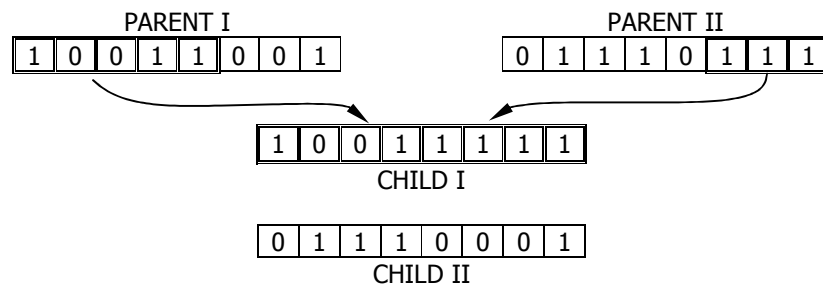 PARENT I PARENT II
1 0 0 1 1 0 0 1 0 1 1 1 0 1 1 1
1 0 0 1 1 1 1 1
CHILD I
0 1 1 1 0 0 0 1
CHILD II